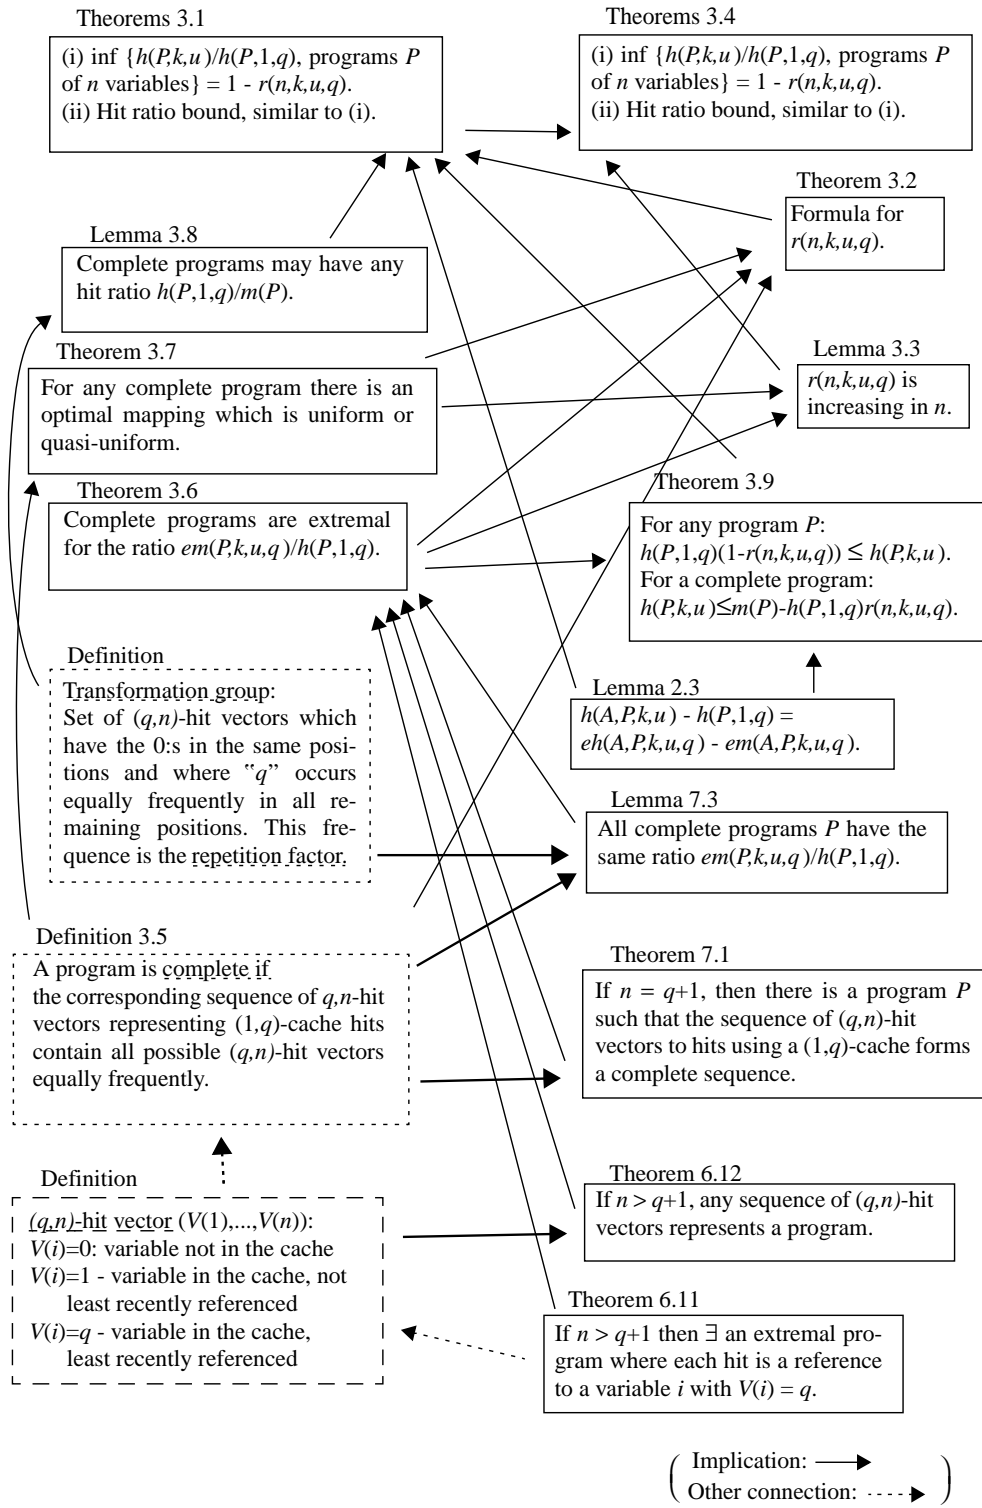 Theorems 3.1
(i) inf {h(P,k,u)/h(P,1,q), programs P
of n variables} = 1 - r(n,k,u,q).
(ii) Hit ratio bound, similar to (i).
Theorems 3.4
(i) inf {h(P,k,u)/h(P,1,q), programs P
of n variables} = 1 - r(n,k,u,q).
(ii) Hit ratio bound, similar to (i).
Theorem 3.2
Formula for
r(n,k,u,q).
Lemma 3.8
Complete programs may have any
hit ratio h(P,1,q)/m(P).
Theorem 3.7
For any complete program there is an
optimal mapping which is uniform or
quasi-uniform.
Lemma 3.3
r(n,k,u,q) is
increasing in n.
Theorem 3.6
Complete programs are extremal
for the ratio em(P,k,u,q)/h(P,1,q).
Theorem 3.9
For any program P:
h(P,1,q)(1-r(n,k,u,q)) ≤ h(P,k,u).
For a complete program:
h(P,k,u)≤m(P)-h(P,1,q)r(n,k,u,q).
Definition
Transformation group:
Set of (q,n)-hit vectors which
have the 0:s in the same posi-
tions and where "q" occurs
equally frequently in all re-
maining positions. This fre-
quence is the repetition factor.
Lemma 2.3
h(A,P,k,u) - h(P,1,q) =
eh(A,P,k,u,q) - em(A,P,k,u,q).
Lemma 7.3
All complete programs P have the
same ratio em(P,k,u,q)/h(P,1,q).
Definition 3.5
A program is complete if
the corresponding sequence of q,n-hit
vectors representing (1,q)-cache hits
contain all possible (q,n)-hit vectors
equally frequently.
Theorem 7.1
If n = q+1, then there is a program P
such that the sequence of (q,n)-hit
vectors to hits using a (1,q)-cache forms
a complete sequence.
Definition
(q,n)-hit vector (V(1),...,V(n)):
V(i)=0: variable not in the cache
V(i)=1 - variable in the cache, not
least recently referenced
V(i)=q - variable in the cache,
least recently referenced
Theorem 6.12
If n > q+1, any sequence of (q,n)-hit
vectors represents a program.
Theorem 6.11
If n > q+1 then ∃ an extremal pro-
gram where each hit is a reference
to a variable i with V(i) = q.
( Implication:
Other connection: )